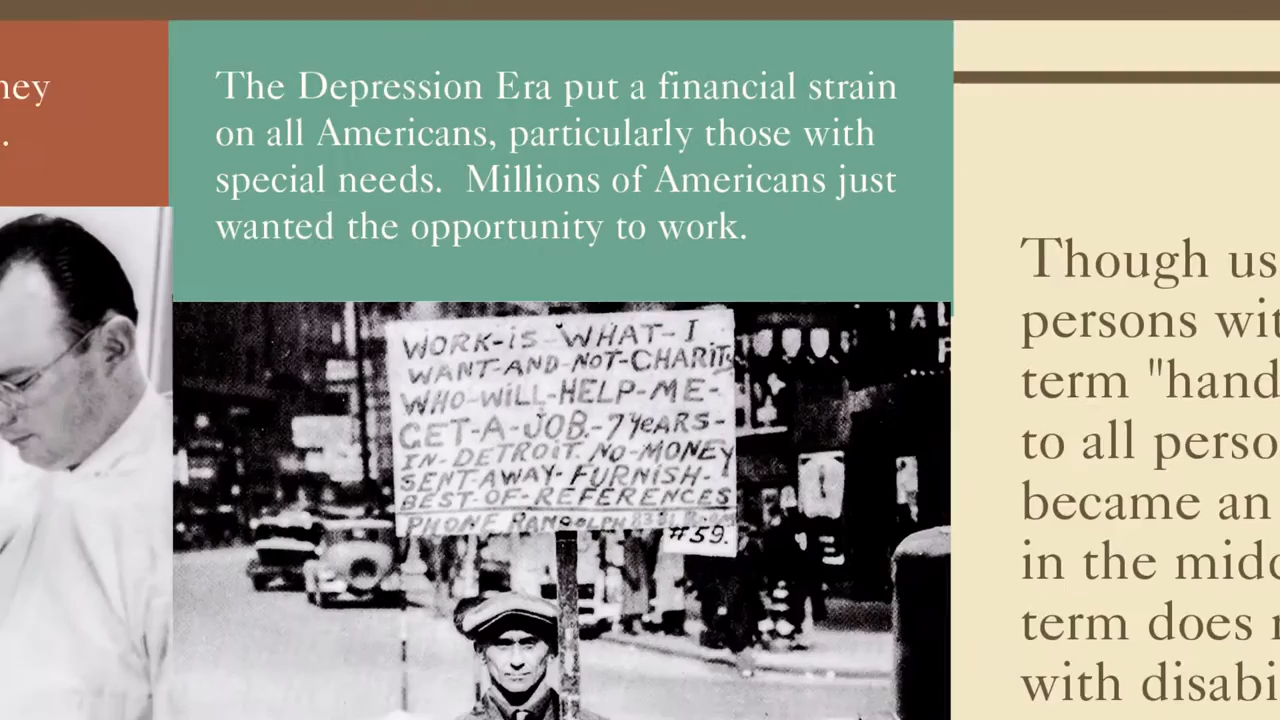 ney
.
The Depression Era put a financial strain
on all Americans, particularly those with
special needs.  Millions of Americans just
wanted the opportunity to work.
WORK-iS-WHAT-I
WANT-AND-NOT-CHARITY
WHO-WiLL-HELP-ME-
GET-A-JOB.-7YeARS-
IN-DETROIT. NO-MONEY
SENT-AWAY-FURNISH-
BEST-OF-REFERENCES
PHONE RANDOLPH
#59.
Though us
persons wit
term "hand
to all perso
became an
in the midd
term does
with disabi